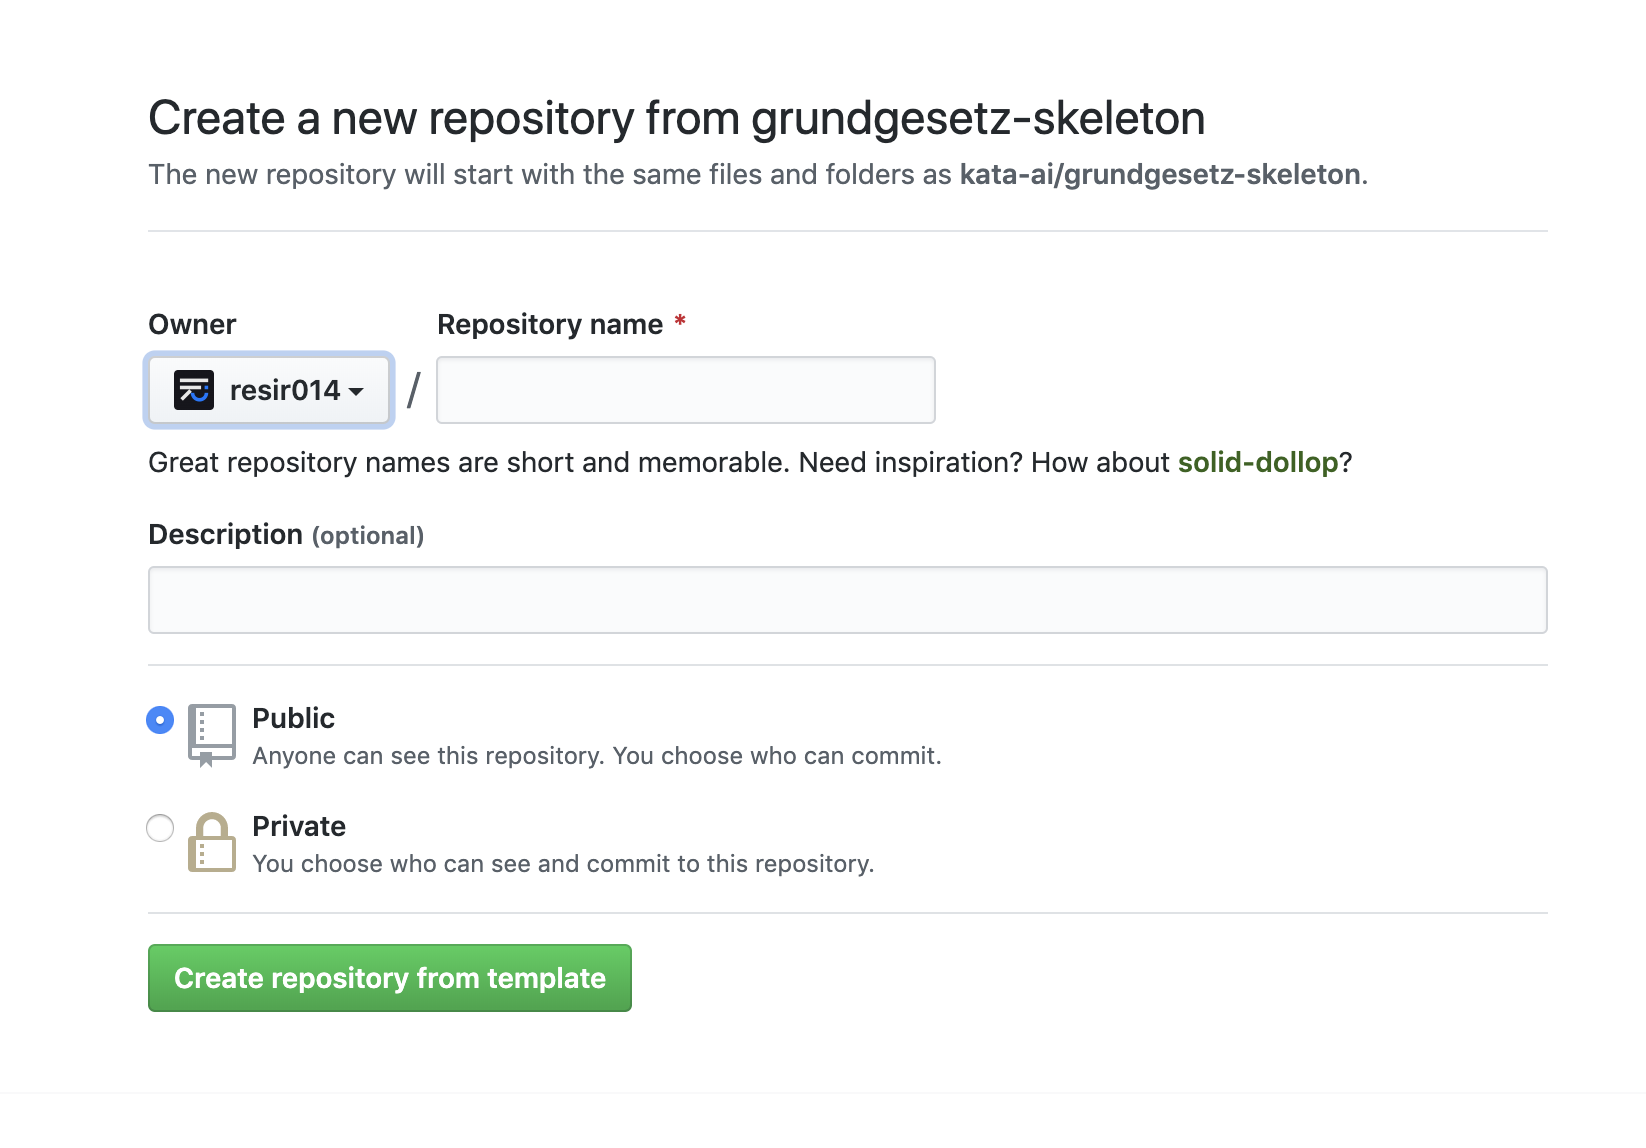 Create a new repository from grundgesetz-skeleton
The new repository will start with the same files and folders as kata-ai/grundgesetz-skeleton.
Owner
Repository name *
resir014
/
Great repository names are short and memorable. Need inspiration? How about solid-dollop?
Description (optional)
Public
Anyone can see this repository. You choose who can commit.
Private
You choose who can see and commit to this repository.
Create repository from template